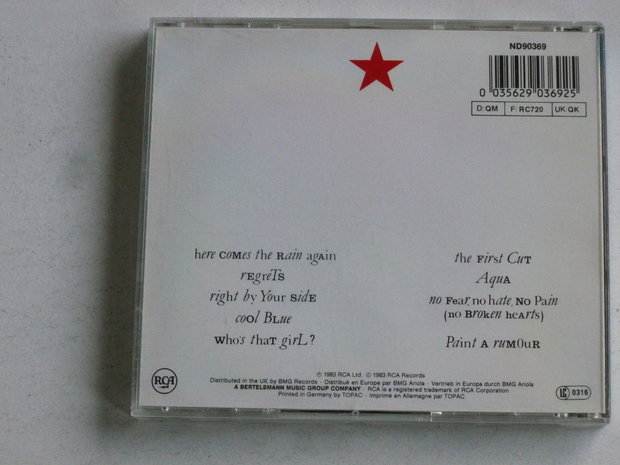 ND90369
0 035629 036925
D: QM F: RC720 UK: QK
here COMEs the Rain again
rEgreTS
right by Your SidE
coOl BLue
Who's thaT girL?
the First CuT
AquA
no Fear, no hate, NO Pain
(no BRoken heArts)
Paint A rUMOuR
℗ 1983 RCA Ltd. © 1983 RCA Records
Distributed in the UK by BMG Records - Distribué en Europe par BMG Ariola - Vertrieb in Europa durch BMG Ariola
A BERTELSMANN MUSIC GROUP COMPANY - RCA is a registered trademark of RCA Corporation
Printed in Germany by TOPAC - Imprimé en Allemagne par TOPAC
RCA
LC 0316